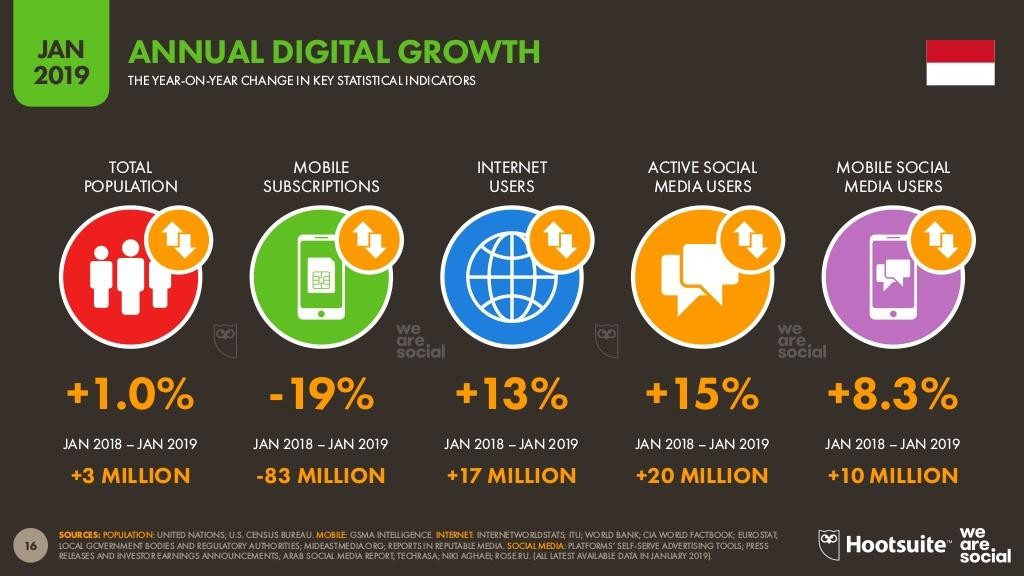 JAN
2019
ANNUAL DIGITAL GROWTH
THE YEAR-ON-YEAR CHANGE IN KEY STATISTICAL INDICATORS
TOTAL
POPULATION
MOBILE
SUBSCRIPTIONS
INTERNET
USERS
ACTIVE SOCIAL
MEDIA USERS
MOBILE SOCIAL
MEDIA USERS
we
are
social
we
are
social
+1.0%
-19%
+13%
+15%
+8.3%
JAN 2018 – JAN 2019
JAN 2018 – JAN 2019
JAN 2018 – JAN 2019
JAN 2018 – JAN 2019
JAN 2018 – JAN 2019
+3 MILLION
-83 MILLION
+17 MILLION
+20 MILLION
+10 MILLION
16
SOURCES: POPULATION: UNITED NATIONS; U.S. CENSUS BUREAU. MOBILE: GSMA INTELLIGENCE. INTERNET: INTERNETWORLDSTATS; ITU; WORLD BANK; CIA WORLD FACTBOOK; EUROSTAT;
LOCAL GOVERNMENT BODIES AND REGULATORY AUTHORITIES; MIDEASTMEDIA.ORG; REPORTS IN REPUTABLE MEDIA. SOCIAL MEDIA: PLATFORMS' SELF-SERVE ADVERTISING TOOLS; PRESS
RELEASES AND INVESTOR EARNINGS ANNOUNCEMENTS; ARAB SOCIAL MEDIA REPORT; TECHRASA; NIKI AGHAEI; ROSE.RU. (ALL LATEST AVAILABLE DATA IN JANUARY 2019).
Hootsuite™
we
are
social